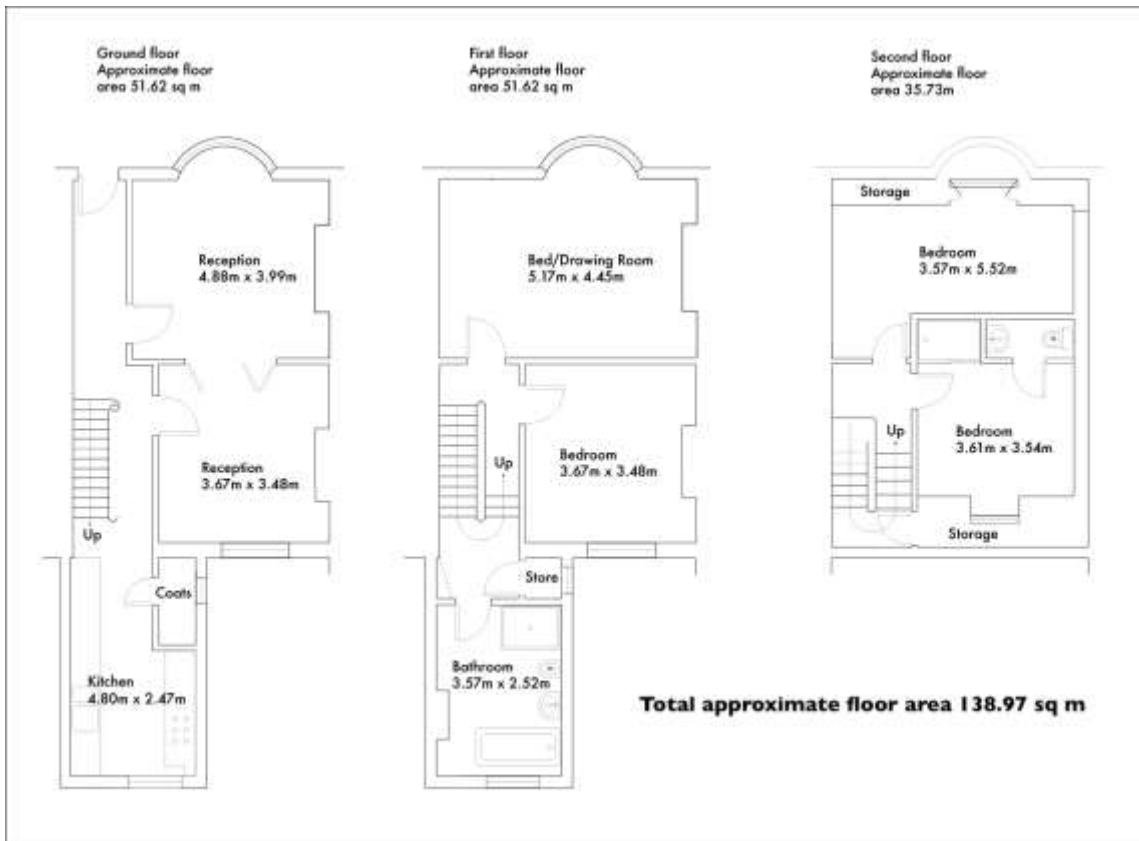 Ground floor
Approximate floor
area 51.62 sq m
First floor
Approximate floor
area 51.62 sq m
Second floor
Approximate floor
area 35.73m
Reception
4.88m x 3.99m
Reception
3.67m x 3.48m
Up
Coats
Kitchen
4.80m x 2.47m
Bed/Drawing Room
5.17m x 4.45m
Up
Bedroom
3.67m x 3.48m
Store
Bathroom
3.57m x 2.52m
Storage
Bedroom
3.57m x 5.52m
Up
Bedroom
3.61m x 3.54m
Storage
Total approximate floor area 138.97 sq m